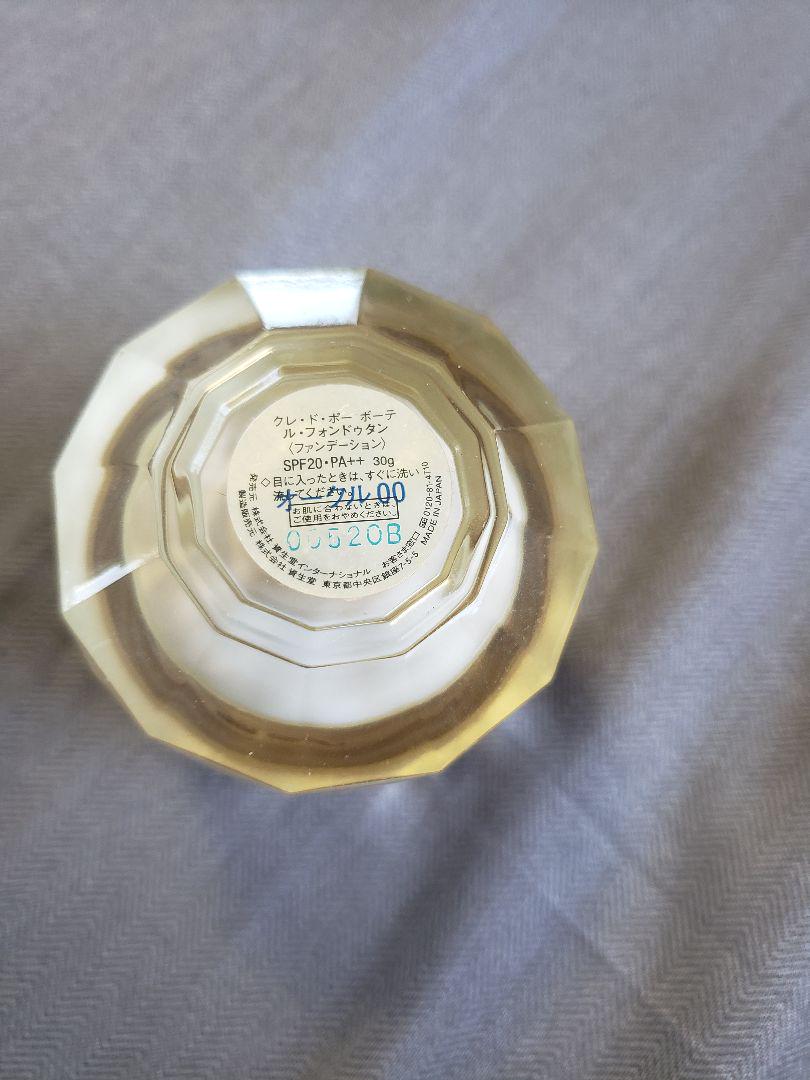 クレ・ド・ポー ボーテ
ル・フォンドゥタン
〈ファンデーション〉
SPF20・PA++ 30g
◇目に入ったときは、すぐに洗い
流してください。
オークル00
お肌に合わないときは、
ご使用をおやめください。
00520B
発売元 株式会社 資生堂インターナショナル
製造販売元 株式会社 資生堂 東京都中央区銀座7-5-5
お客さま窓口
MADE IN JAPAN